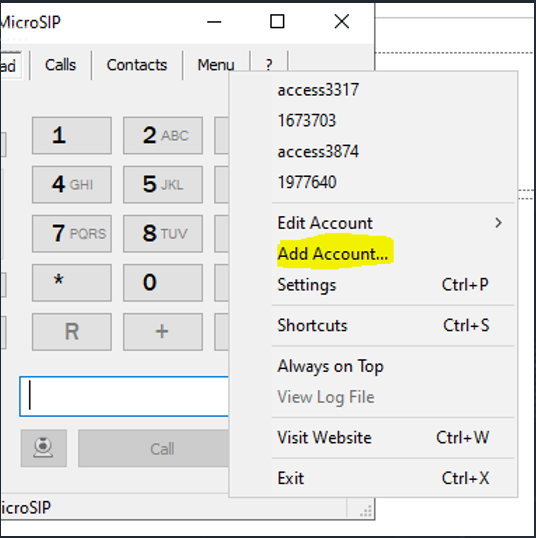 MicroSIP
ad Calls Contacts Menu ?
access3317
1673703
access3874
1977640
Edit Account >
Add Account...
Settings Ctrl+P
Shortcuts Ctrl+S
Always on Top
View Log File
Visit Website Ctrl+W
Exit Ctrl+X
1 2 ABC
4 GHI 5 JKL
7 PQRS 8 TUV
* 0
R +
Call
icroSIP